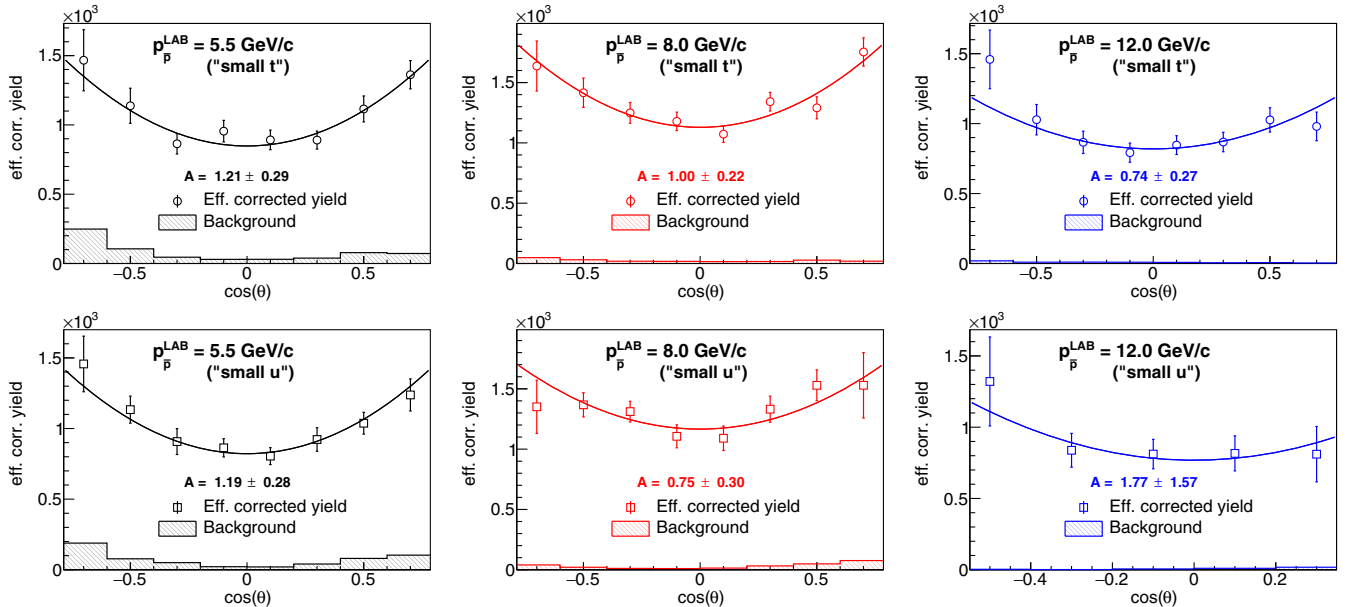 ×10³
eff. corr. yield
1.5
1
0.5
0
p_p̅^LAB = 5.5 GeV/c
("small t")
A = 1.21 ± 0.29
Eff. corrected yield
Background
−0.5 0 0.5
cos(θ)
×10³
eff. corr. yield
1.5
1
0.5
0
p_p̅^LAB = 8.0 GeV/c
("small t")
A = 1.00 ± 0.22
Eff. corrected yield
Background
−0.5 0 0.5
cos(θ)
×10³
eff. corr. yield
1.5
1
0.5
0
p_p̅^LAB = 12.0 GeV/c
("small t")
A = 0.74 ± 0.27
Eff. corrected yield
Background
−0.5 0 0.5
cos(θ)
×10³
eff. corr. yield
1.5
1
0.5
0
p_p̅^LAB = 5.5 GeV/c
("small u")
A = 1.19 ± 0.28
Eff. corrected yield
Background
−0.5 0 0.5
cos(θ)
×10³
eff. corr. yield
1.5
1
0.5
0
p_p̅^LAB = 8.0 GeV/c
("small u")
A = 0.75 ± 0.30
Eff. corrected yield
Background
−0.5 0 0.5
cos(θ)
×10³
eff. corr. yield
1.5
1
0.5
0
p_p̅^LAB = 12.0 GeV/c
("small u")
A = 1.77 ± 1.57
Eff. corrected yield
Background
−0.4 −0.2 0 0.2
cos(θ)